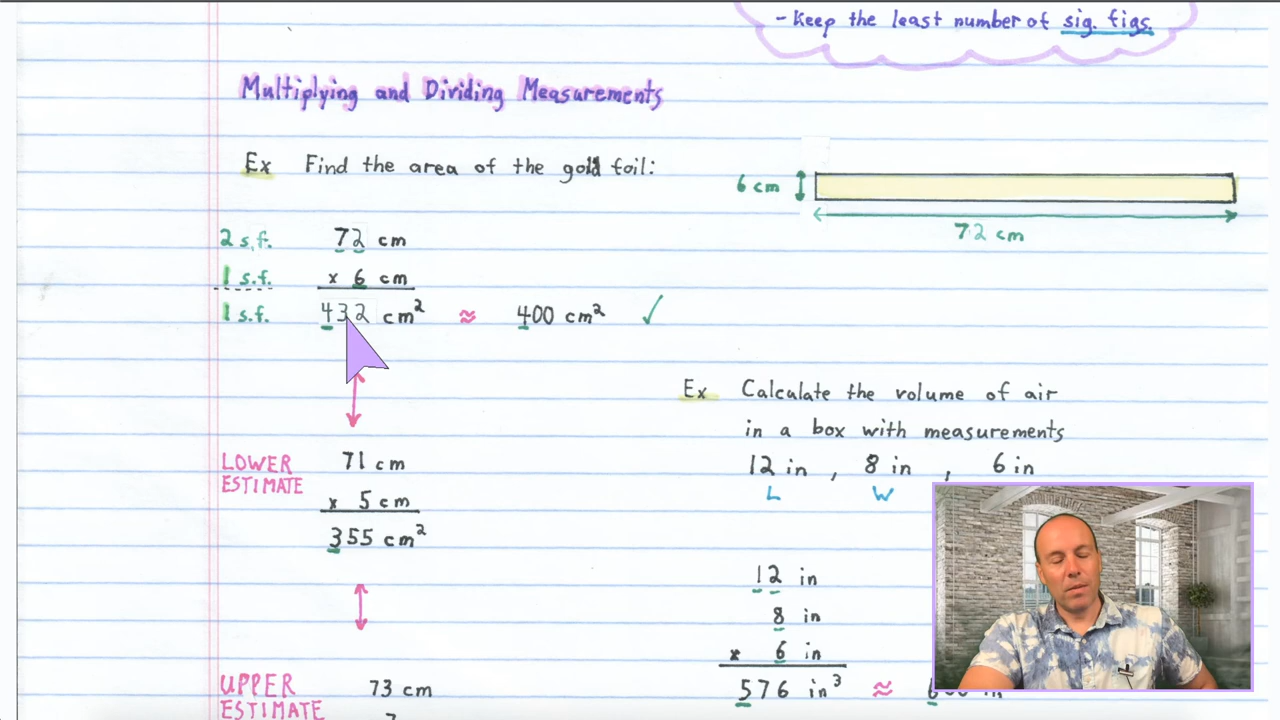 - Keep the least number of sig. figs.
Multiplying and Dividing Measurements
Ex Find the area of the gold foil:
6 cm
72 cm
2 s.f. 72 cm
1 s.f. x 6 cm
1 s.f. 432 cm² ≈ 400 cm² ✓
Ex Calculate the volume of air
in a box with measurements
12 in , 8 in , 6 in
L W
LOWER ESTIMATE
71 cm
x 5 cm
355 cm²
12 in
8 in
x 6 in
576 in³ ≈
UPPER ESTIMATE
73 cm